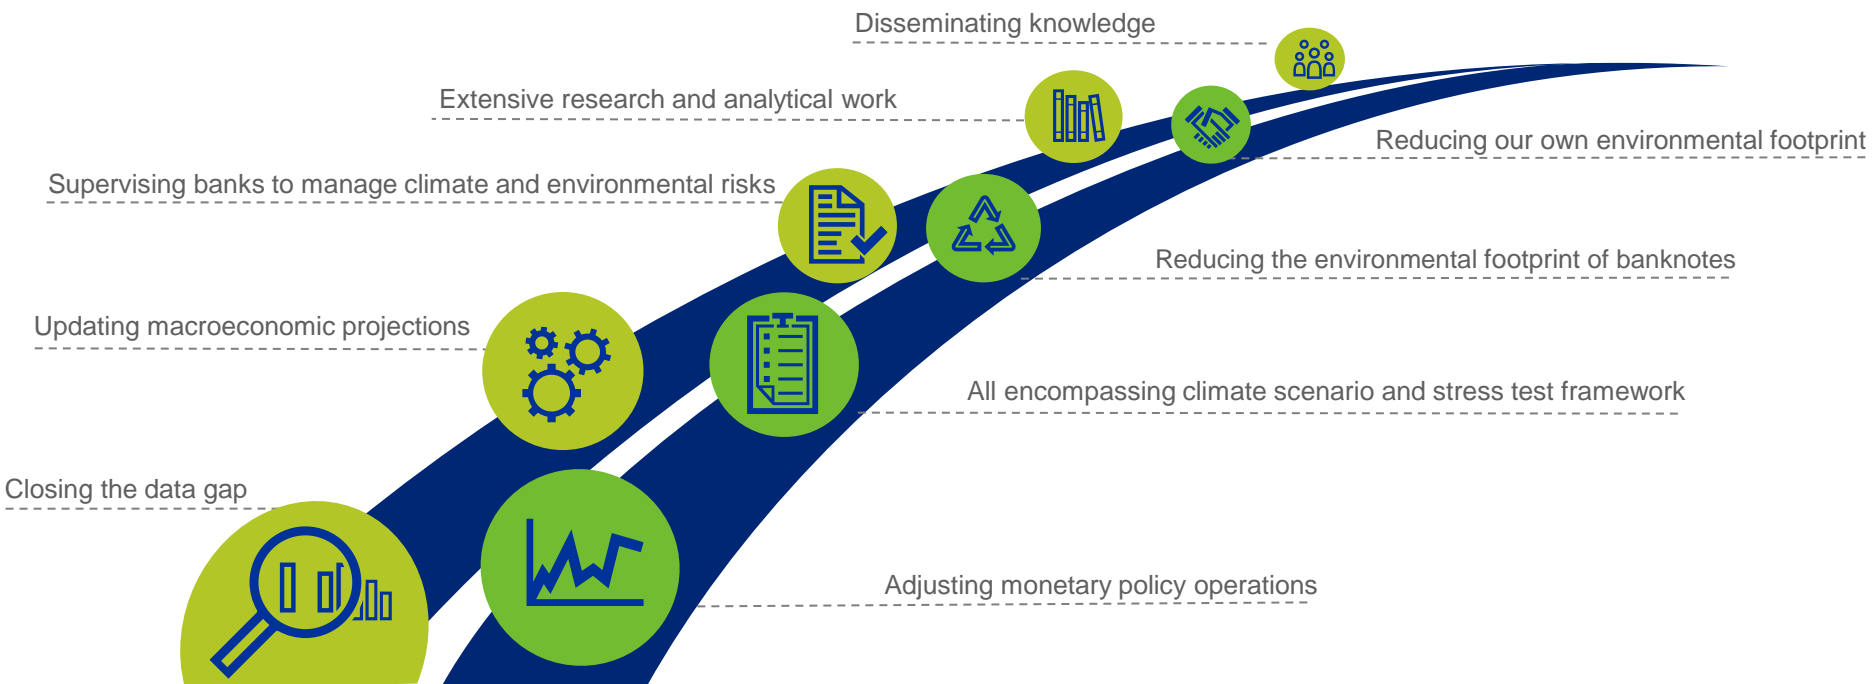 Disseminating knowledge
Extensive research and analytical work
Reducing our own environmental footprint
Supervising banks to manage climate and environmental risks
Reducing the environmental footprint of banknotes
Updating macroeconomic projections
All encompassing climate scenario and stress test framework
Closing the data gap
Adjusting monetary policy operations